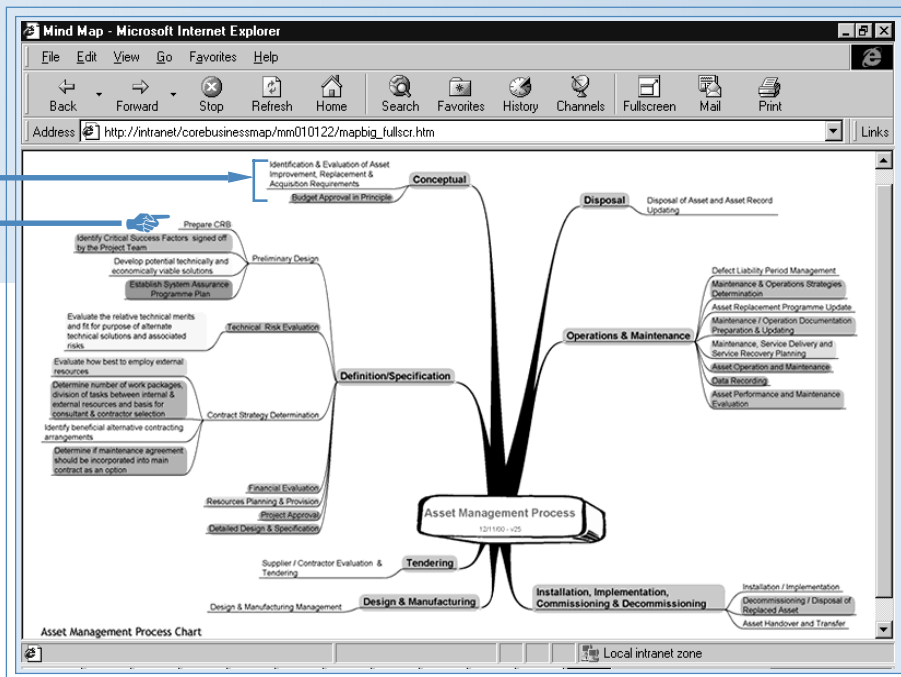 Mind Map - Microsoft Internet Explorer
File Edit View Go Favorites Help
Back Forward Stop Refresh Home Search Favorites History Channels Fullscreen Mail Print
Address http://intranet/corebusinessmap/mm010122/mapbig_fullscr.htm Links
Identification & Evaluation of Asset
Improvement, Replacement &
Acquisition Requirements
Budget Approval in Principle
Conceptual
Prepare CRB
Identify Critical Success Factors signed off
by the Project Team
Develop potential technically and
economically viable solutions
Establish System Assurance
Programme Plan
Preliminary Design
Evaluate the relative technical merits
and fit for purpose of alternate
technical solutions and associated
risks.
Technical Risk Evaluation
Evaluate how best to employ external
resources
Determine number of work packages,
division of tasks between internal &
external resources and basis for
consultant & contractor selection
Identify beneficial alternative contracting
arrangements
Determine if maintenance agreement
should be incorporated into main
contract as an option
Contract Strategy Determination
Financial Evaluation
Resources Planning & Provision
Project Approval
Detailed Design & Specification
Definition/Specification
Supplier / Contractor Evaluation &
Tendering
Tendering
Design & Manufacturing Management
Design & Manufacturing
Asset Management Process
12/11/00 - v25
Disposal
Disposal of Asset and Asset Record
Updating
Operations & Maintenance
Defect Liability Period Management
Maintenance & Operations Strategies
Determinatioin
Asset Replacement Programme Update
Maintenance / Operation Documentation
Preparation & Updating
Maintenance, Service Delivery and
Service Recovery Planning
Asset Operation and Maintenance
Data Recording
Asset Performance and Maintenance
Evaluation
Installation, Implementation,
Commissioning & Decommissioning
Installation / Implementation
Decommissioning / Disposal of
Replaced Asset
Asset Handover and Transfer
Asset Management Process Chart
Local intranet zone